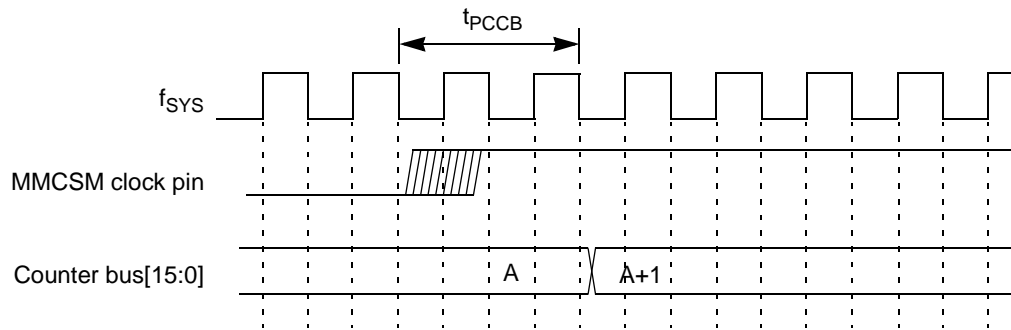 tPCCB
fSYS
MMCSM clock pin
Counter bus[15:0]
A
A+1